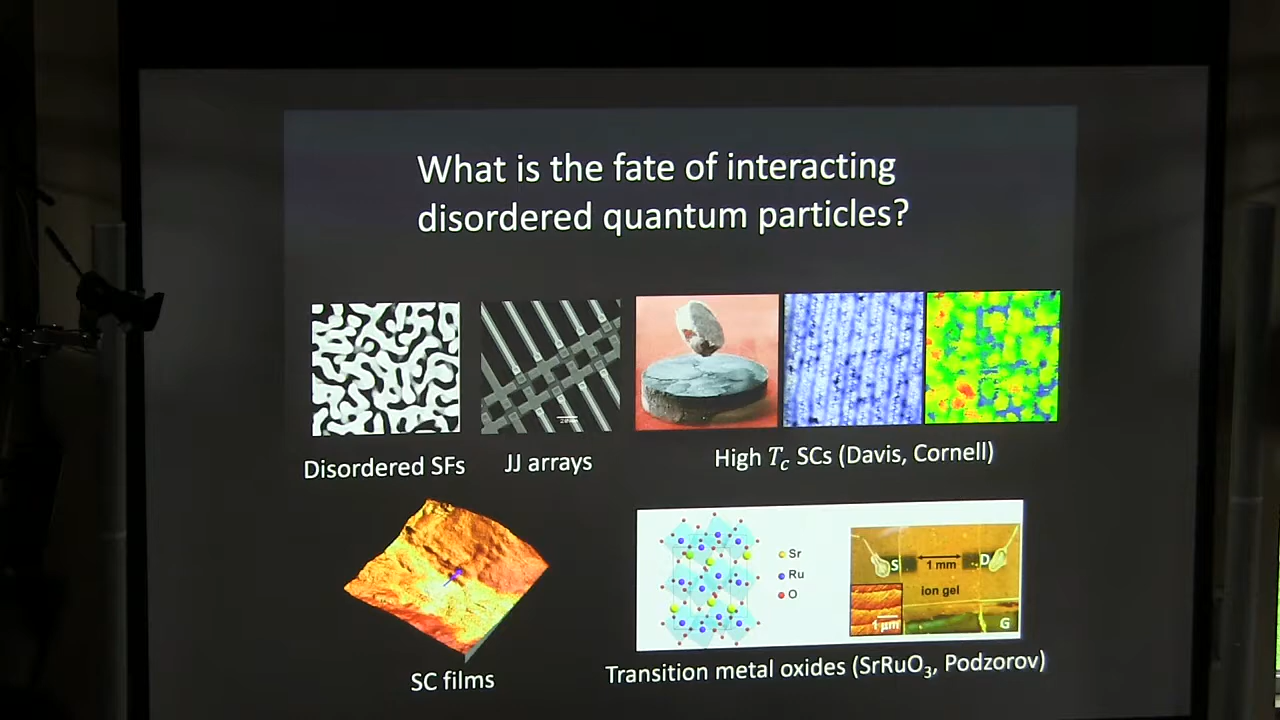 What is the fate of interacting
disordered quantum particles?
Disordered SFs
JJ arrays
High T_c SCs (Davis, Cornell)
SC films
Sr
Ru
O
S
1 mm
D
ion gel
1 μm
G
Transition metal oxides (SrRuO₃, Podzorov)